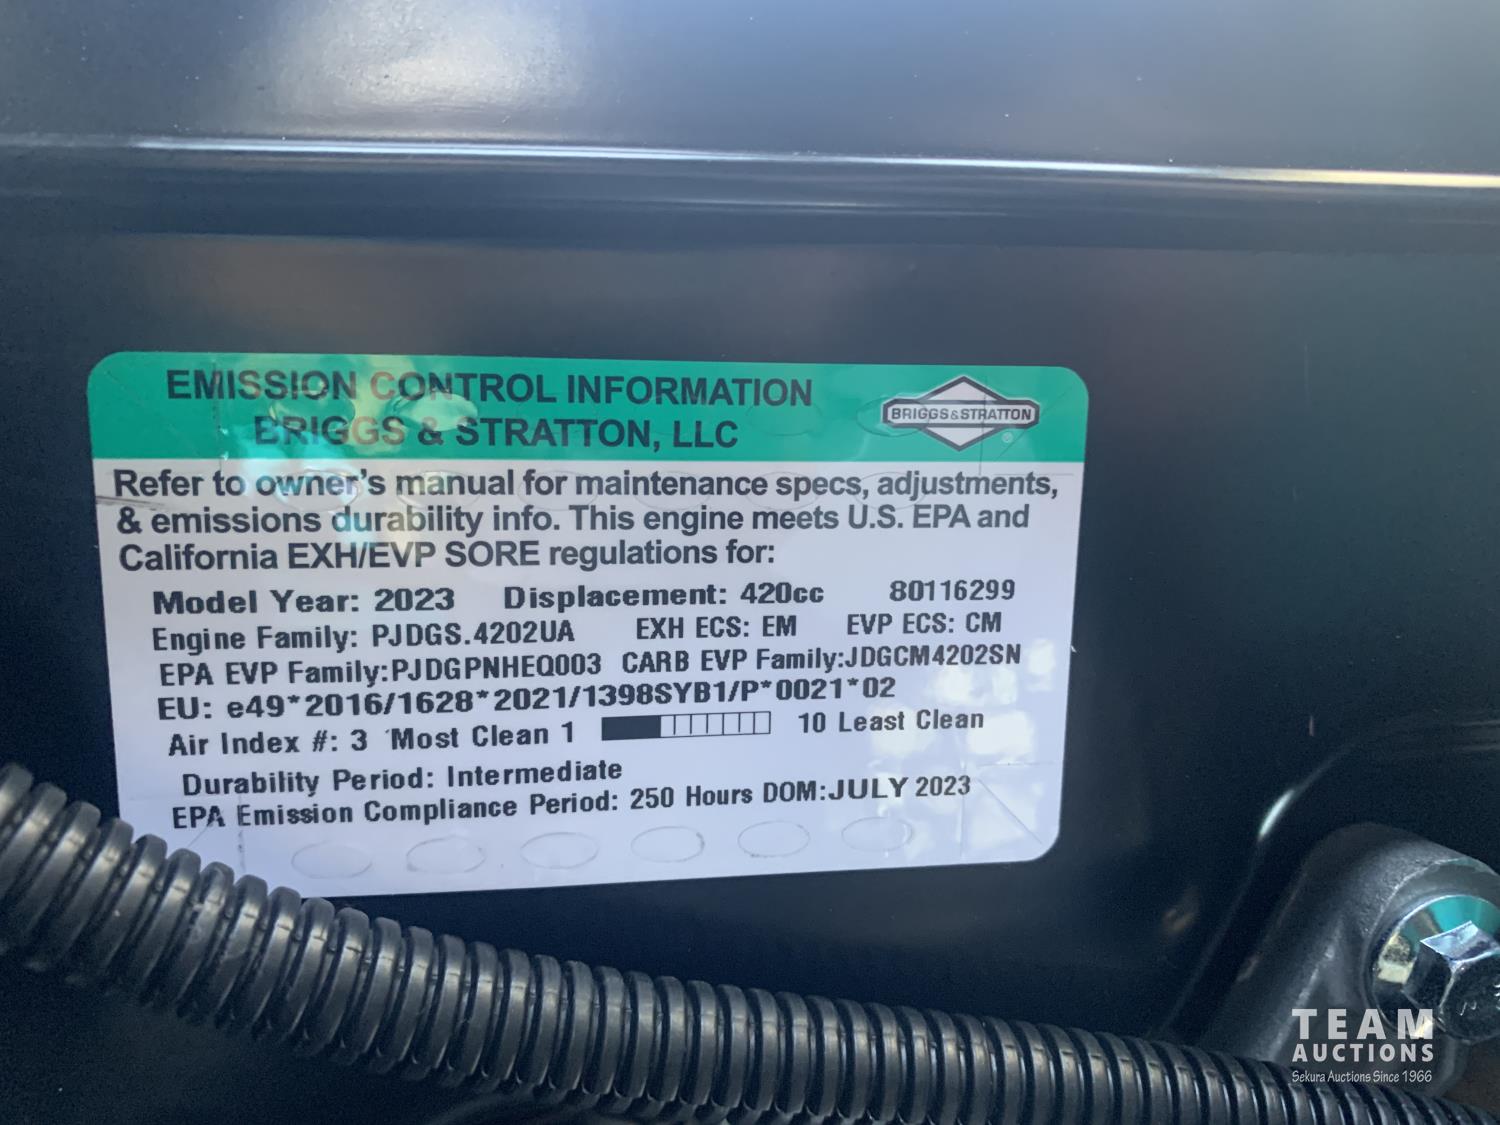 EMISSION CONTROL INFORMATION
BRIGGS & STRATTON, LLC
BRIGGS&STRATTON
®
Refer to owner's manual for maintenance specs, adjustments,
& emissions durability info. This engine meets U.S. EPA and
California EXH/EVP SORE regulations for:
Model Year: 2023 Displacement: 420cc 80116299
Engine Family: PJDGS.4202UA EXH ECS: EM EVP ECS: CM
EPA EVP Family:PJDGPNHEQ003 CARB EVP Family:JDGCM4202SN
EU: e49*2016/1628*2021/1398SYB1/P*0021*02
Air Index #: 3 Most Clean 1 10 Least Clean
Durability Period: Intermediate
EPA Emission Compliance Period: 250 Hours DOM:JULY 2023
TEAM
AUCTIONS
Sekura Auctions Since 1966